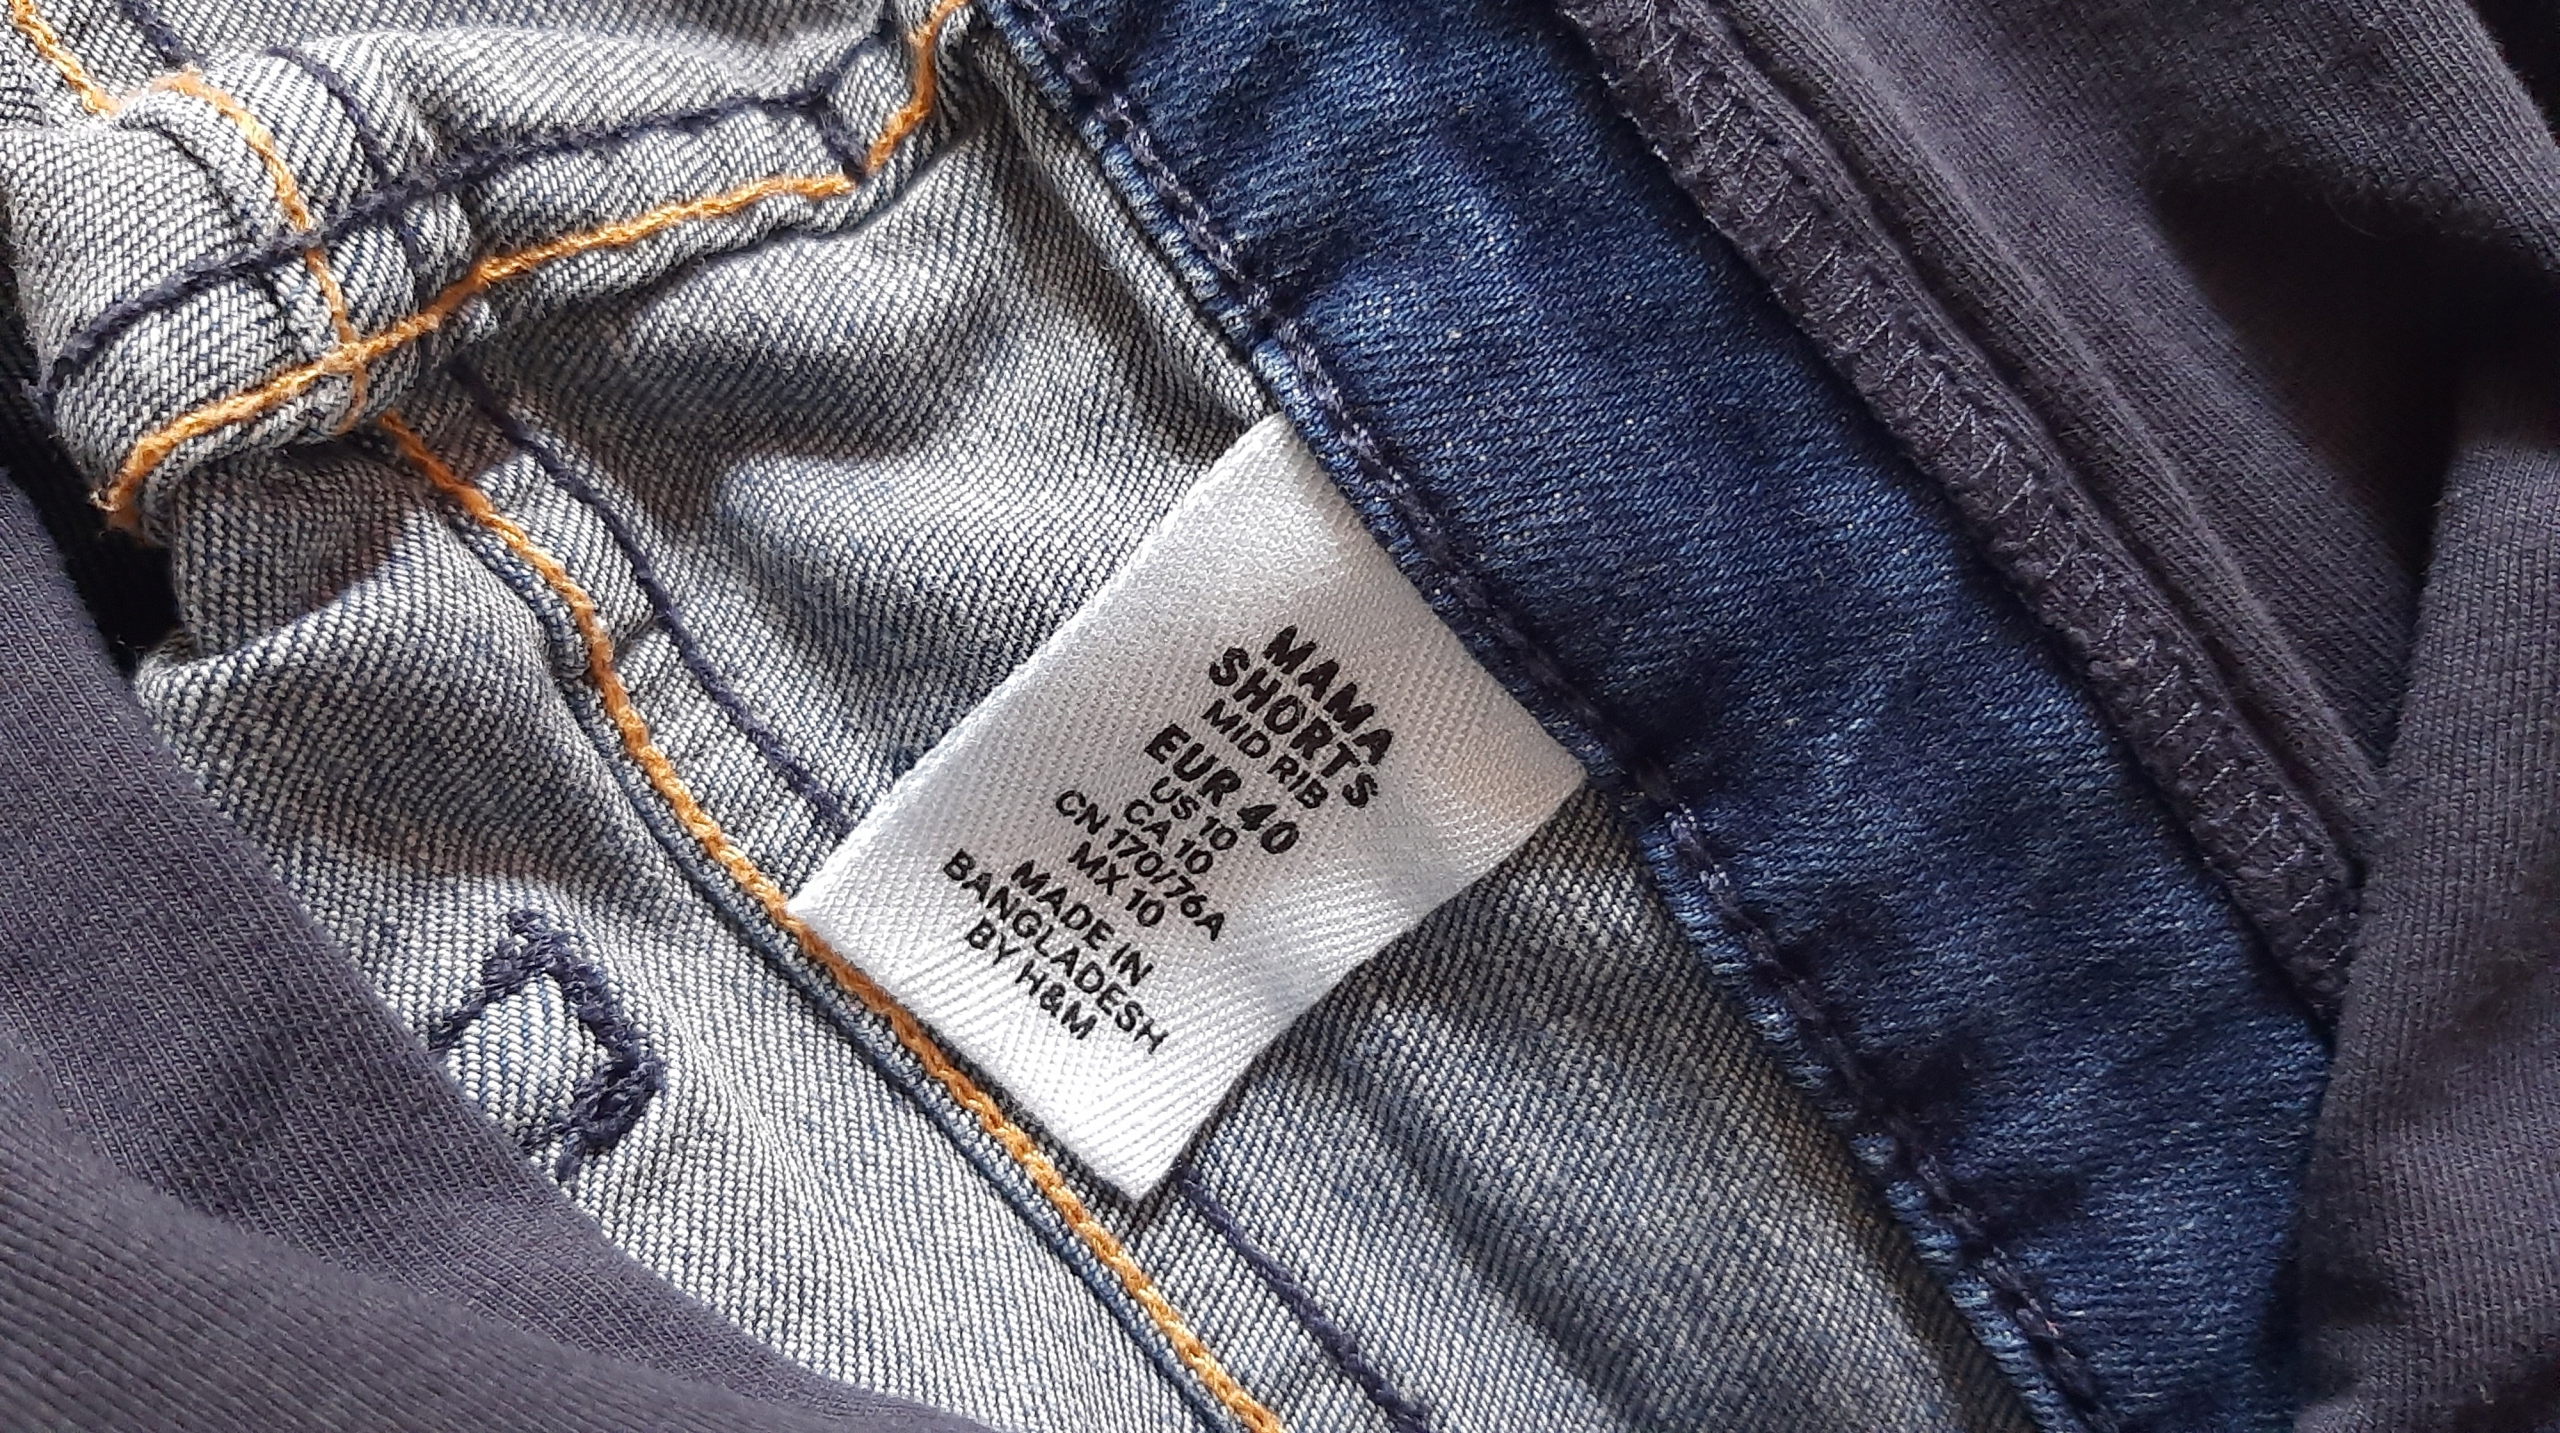 MAMA
SHORTS
MID RIB
EUR 40
US 10
CA 10
CN 170/76A
MX 10
MADE IN
BANGLADESH
BY H&M